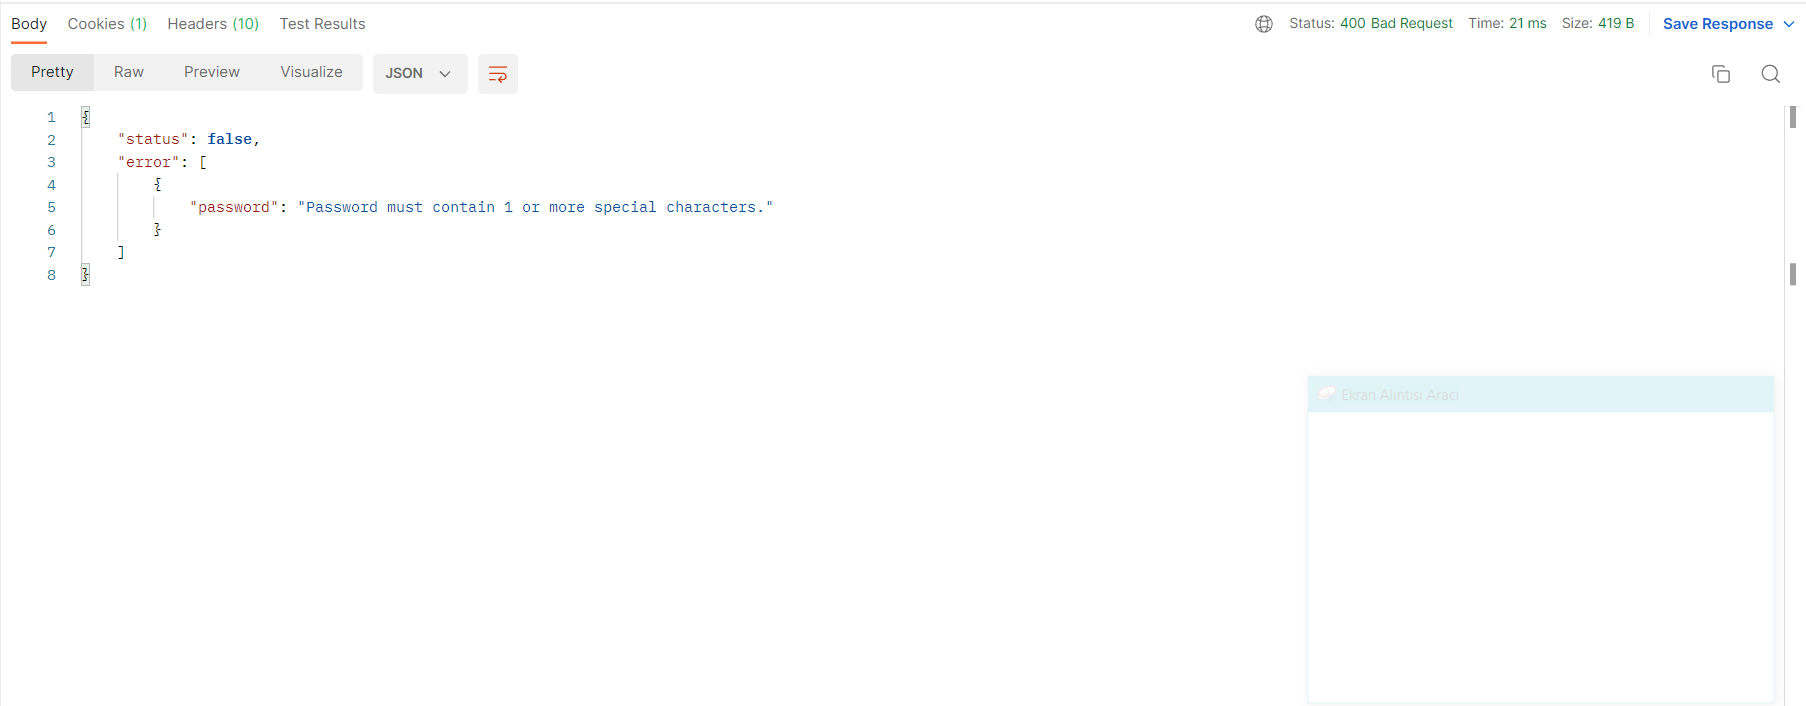 Body Cookies (1) Headers (10) Test Results Status: 400 Bad Request Time: 21 ms Size: 419 B Save Response
Pretty Raw Preview Visualize JSON
1 {
2 "status": false,
3 "error": [
4 {
5 "password": "Password must contain 1 or more special characters."
6 }
7 ]
8 }
Ekran Alıntısı Aracı